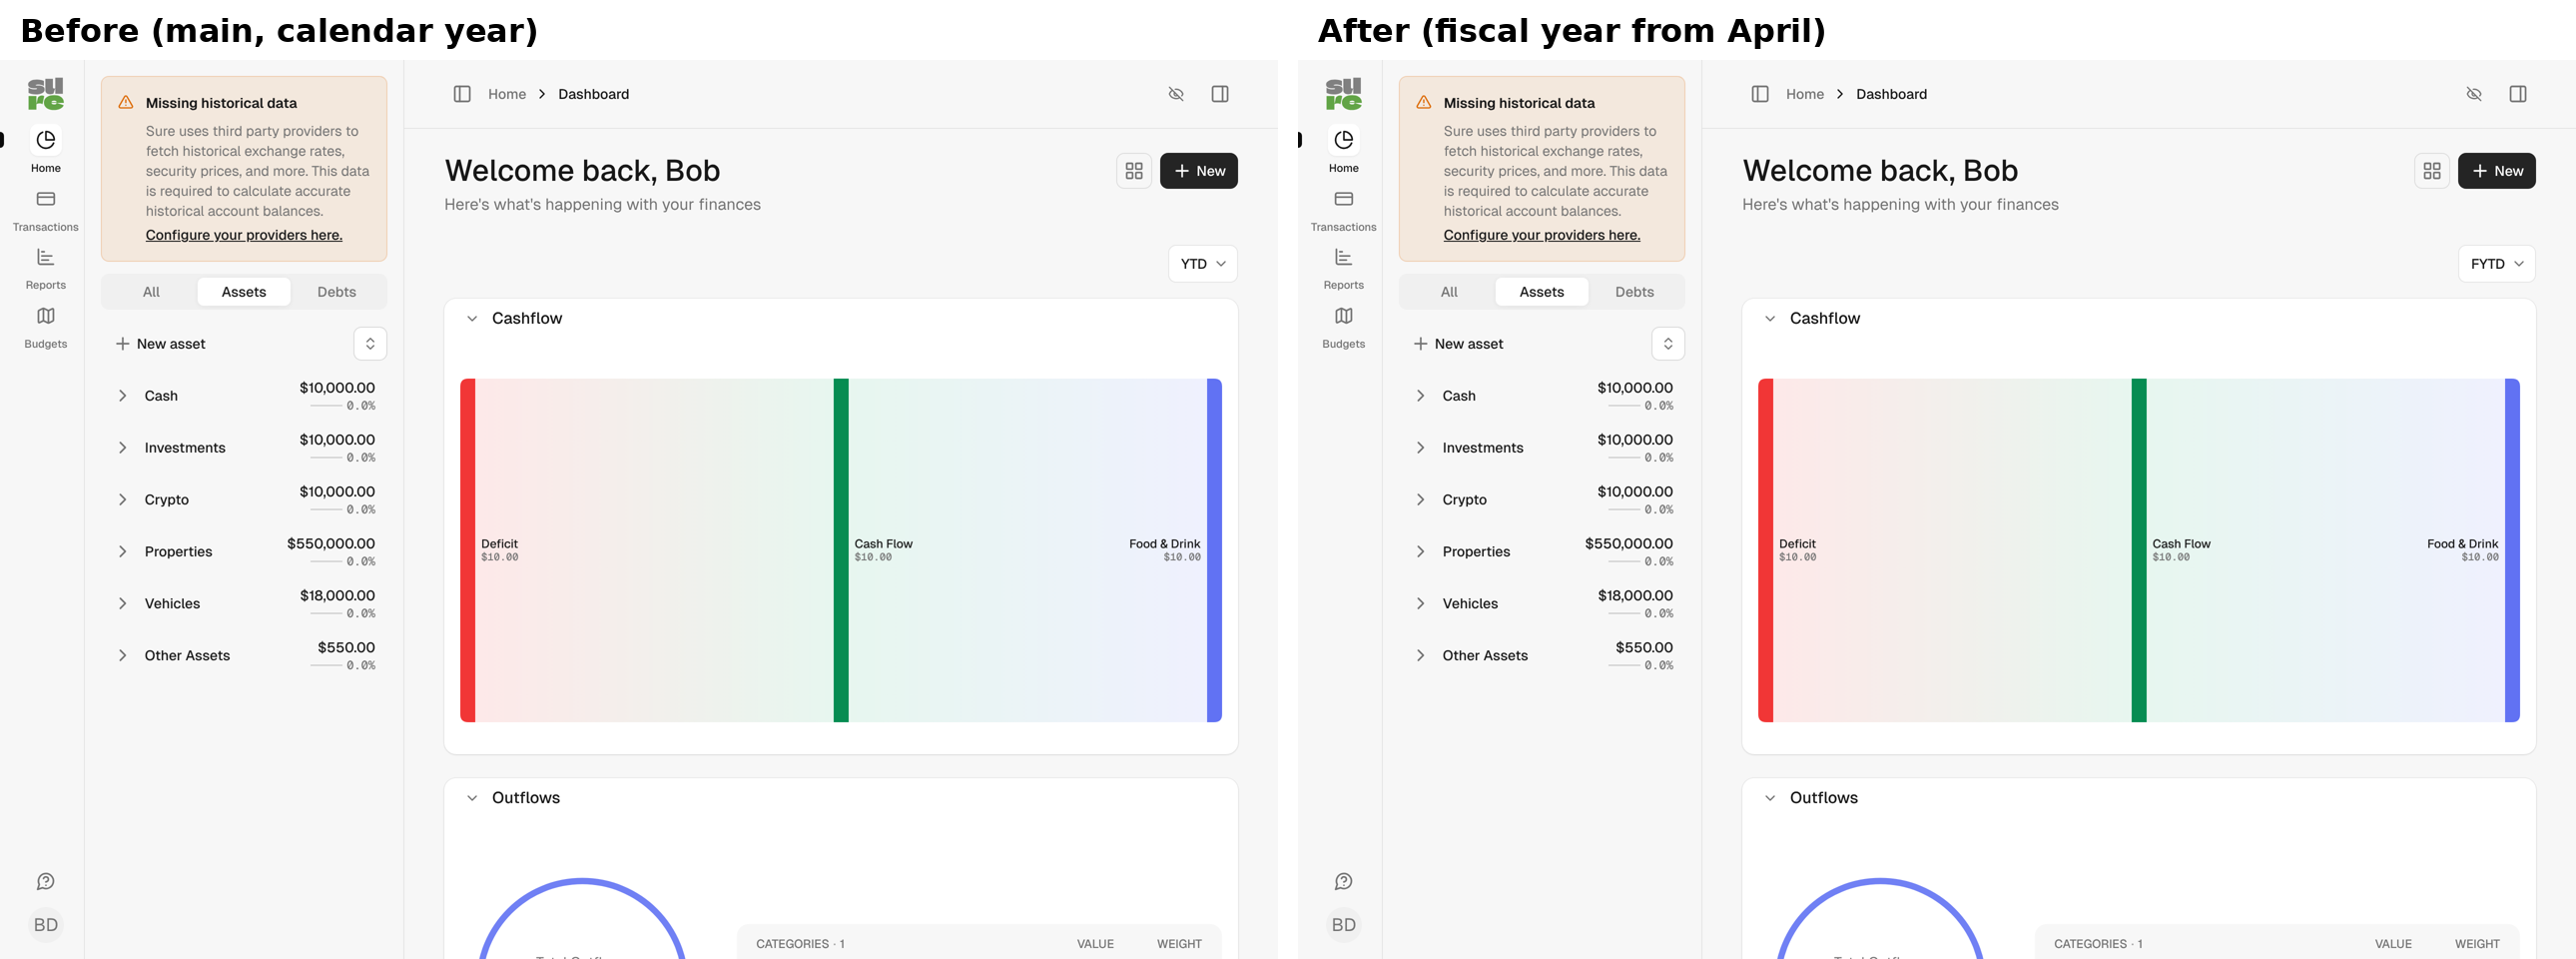 Before (main, calendar year)
sure
Home
Transactions
Reports
Budgets
BD
Missing historical data
Sure uses third party providers to
fetch historical exchange rates,
security prices, and more. This data
is required to calculate accurate
historical account balances.
Configure your providers here.
All Assets Debts
New asset
Cash $10,000.00
0.0%
Investments $10,000.00
0.0%
Crypto $10,000.00
0.0%
Properties $550,000.00
0.0%
Vehicles $18,000.00
0.0%
Other Assets $550.00
0.0%
Home > Dashboard
Welcome back, Bob
New
Here's what's happening with your finances
YTD
Cashflow
Deficit
$10.00
Cash Flow
$10.00
Food & Drink
$10.00
Outflows
CATEGORIES · 1 VALUE WEIGHT
After (fiscal year from April)
sure
Home
Transactions
Reports
Budgets
BD
Missing historical data
Sure uses third party providers to
fetch historical exchange rates,
security prices, and more. This data
is required to calculate accurate
historical account balances.
Configure your providers here.
All Assets Debts
New asset
Cash $10,000.00
0.0%
Investments $10,000.00
0.0%
Crypto $10,000.00
0.0%
Properties $550,000.00
0.0%
Vehicles $18,000.00
0.0%
Other Assets $550.00
0.0%
Home > Dashboard
Welcome back, Bob
New
Here's what's happening with your finances
FYTD
Cashflow
Deficit
$10.00
Cash Flow
$10.00
Food & Drink
$10.00
Outflows
CATEGORIES · 1 VALUE WEIGHT